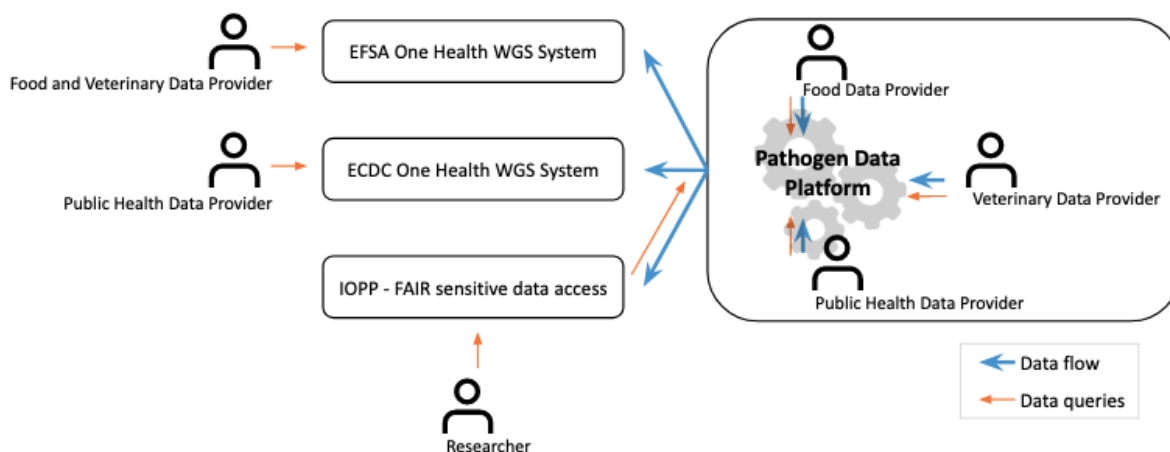 EFSA One Health WGS System
Food and Veterinary Data Provider
ECDC One Health WGS System
Public Health Data Provider
IOPP - FAIR sensitive data access
Researcher
Food Data Provider
Pathogen Data
Platform
Veterinary Data Provider
Public Health Data Provider
Data flow
Data queries